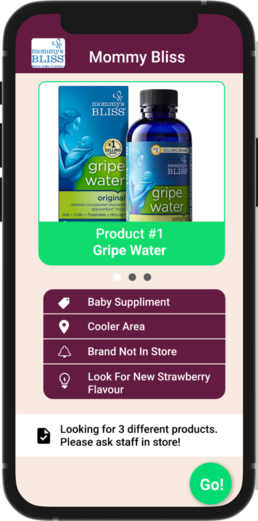 mommy's
BLISS
Mommy Bliss
mommy's
BLISS
#1
SELLING
gripe
water
original
mommy's
BLISS
gripe
water
original
Product #1
Gripe Water
Baby Suppliment
Cooler Area
Brand Not In Store
Look For New Strawberry
Flavour
Looking for 3 different products.
Please ask staff in store!
Go!